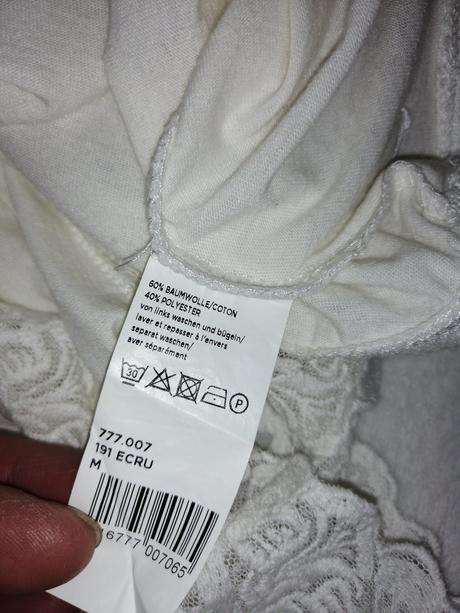 60% BAUMWOLLE/COTON
40% POLYESTER
von links waschen und bügeln/
laver et repasser à l'envers
separat waschen/
aver séparément
30 P
777.007
191 ECRU
M
6777 007065